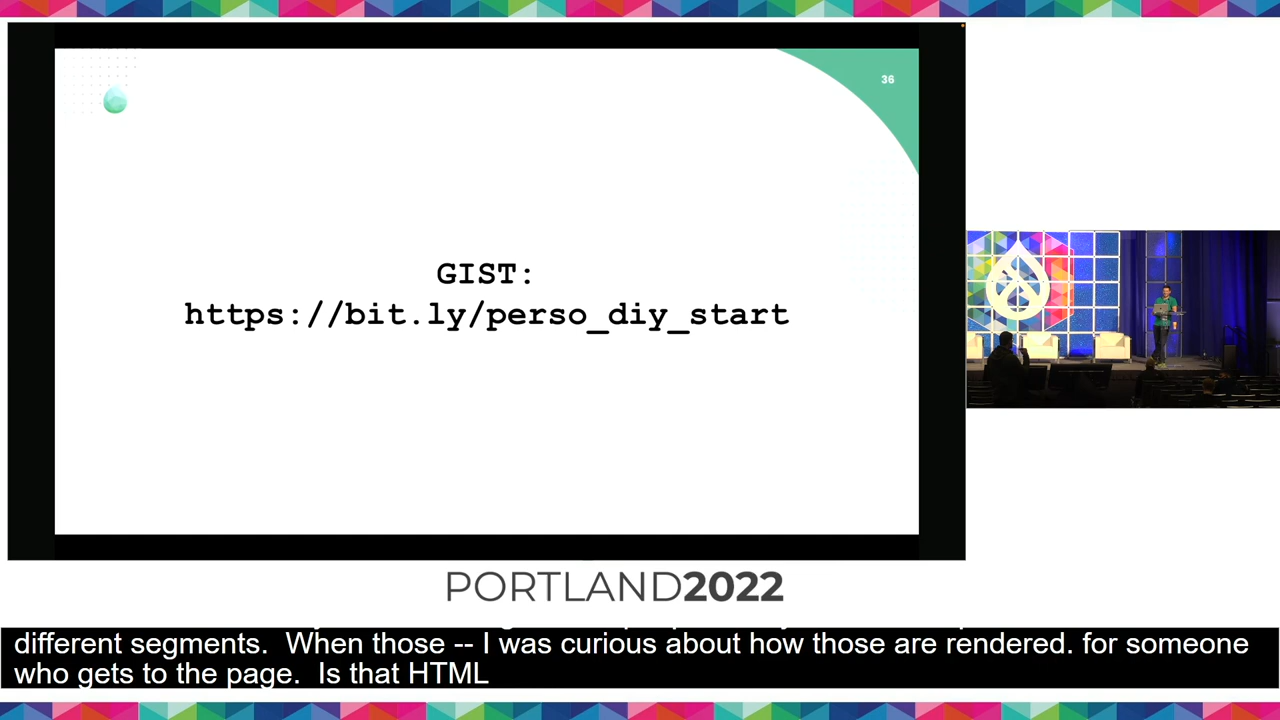 36
GIST:
https://bit.ly/perso_diy_start
PORTLAND2022
different segments.  When those -- I was curious about how those are rendered. for someone
who gets to the page.  Is that HTML